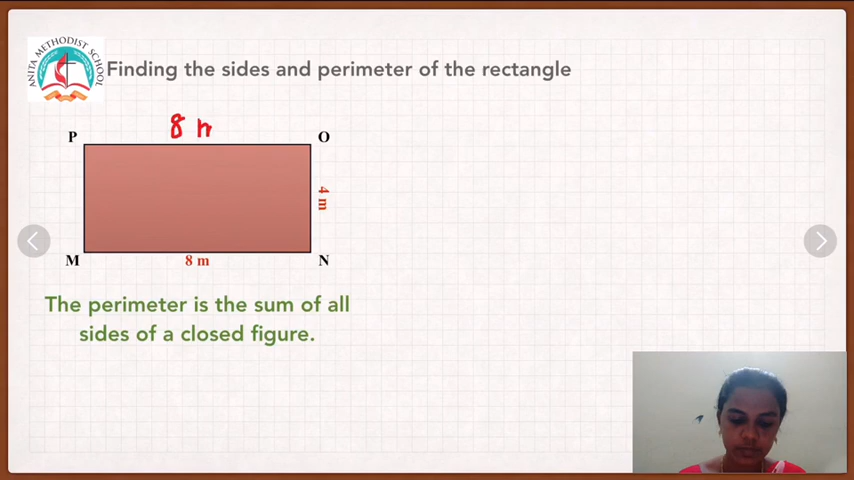 ANITA METHODIST SCHOOL
Finding the sides and perimeter of the rectangle
8 m
P
O
4 m
M
8 m
N
The perimeter is the sum of all
sides of a closed figure.